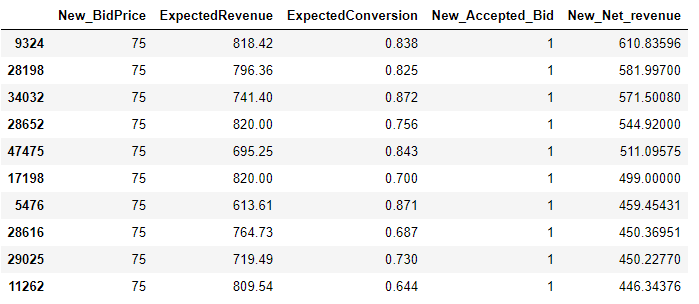 New_BidPrice ExpectedRevenue ExpectedConversion New_Accepted_Bid New_Net_revenue
9324 75 818.42 0.838 1 610.83596
28198 75 796.36 0.825 1 581.99700
34032 75 741.40 0.872 1 571.50080
28652 75 820.00 0.756 1 544.92000
47475 75 695.25 0.843 1 511.09575
17198 75 820.00 0.700 1 499.00000
5476 75 613.61 0.871 1 459.45431
28616 75 764.73 0.687 1 450.36951
29025 75 719.49 0.730 1 450.22770
11262 75 809.54 0.644 1 446.34376